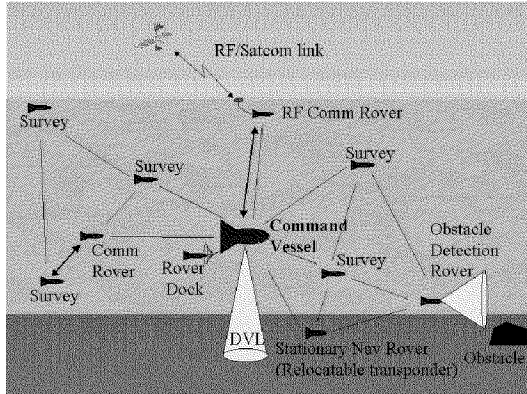 RF/Satcom link
RF Comm Rover
Survey
Survey
Survey
Command
Vessel
Obstacle
Detection
Rover
Comm
Rover
Rover
Dock
Survey
Survey
DVL
Stationary Nav Rover
(Relocatable transponder)
Obstacle